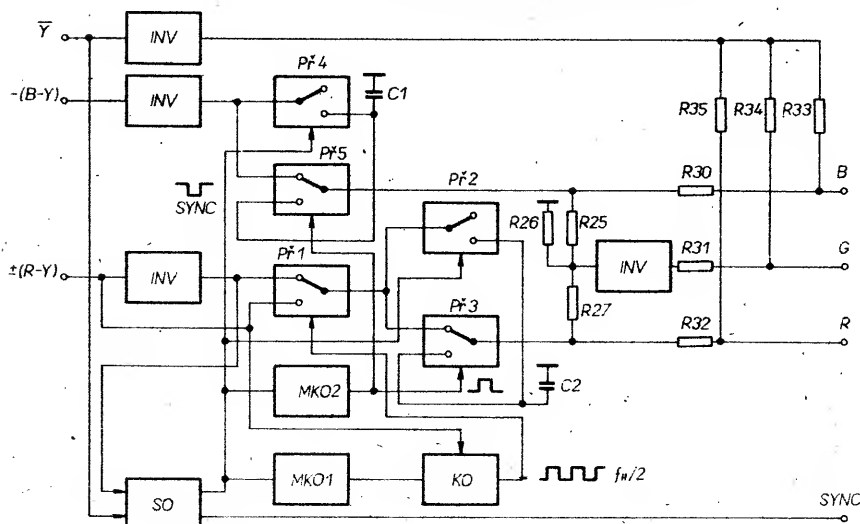 Y
INV
-(B-Y)
INV
Př4
C1
Př5
SYNC
Př2
R35
R34
R33
R30
B
R26
R25
±(R-Y)
INV
Př1
INV
R31
G
Př3
R27
R32
R
MKO2
C2
SO
MKO1
KO
fH/2
SYNC